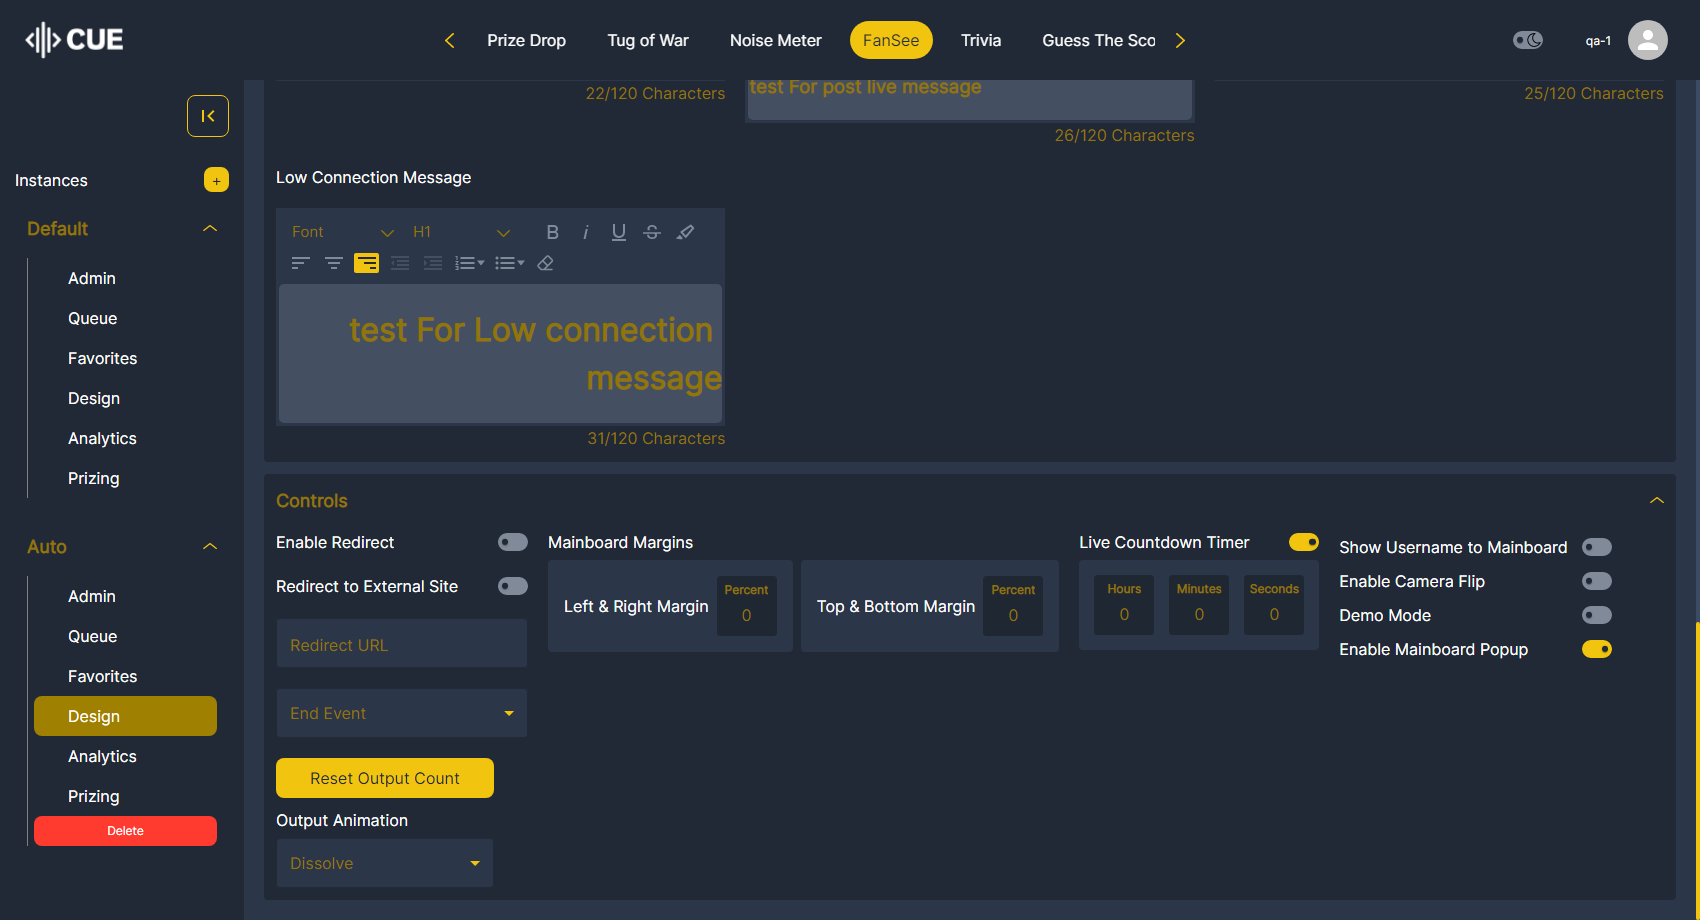 CUE
Prize Drop
Tug of War
Noise Meter
FanSee
Trivia
Guess The Sco
qa-1
Instances
+
Default
Admin
Queue
Favorites
Design
Analytics
Prizing
Auto
Admin
Queue
Favorites
Design
Analytics
Prizing
Delete
22/120 Characters
test For post live message
26/120 Characters
25/120 Characters
Low Connection Message
Font
H1
B
i
U
S
test For Low connection
message
31/120 Characters
Controls
Enable Redirect
Redirect to External Site
Redirect URL
End Event
Reset Output Count
Output Animation
Dissolve
Mainboard Margins
Left & Right Margin
Percent
0
Top & Bottom Margin
Percent
0
Live Countdown Timer
Hours
0
Minutes
0
Seconds
0
Show Username to Mainboard
Enable Camera Flip
Demo Mode
Enable Mainboard Popup